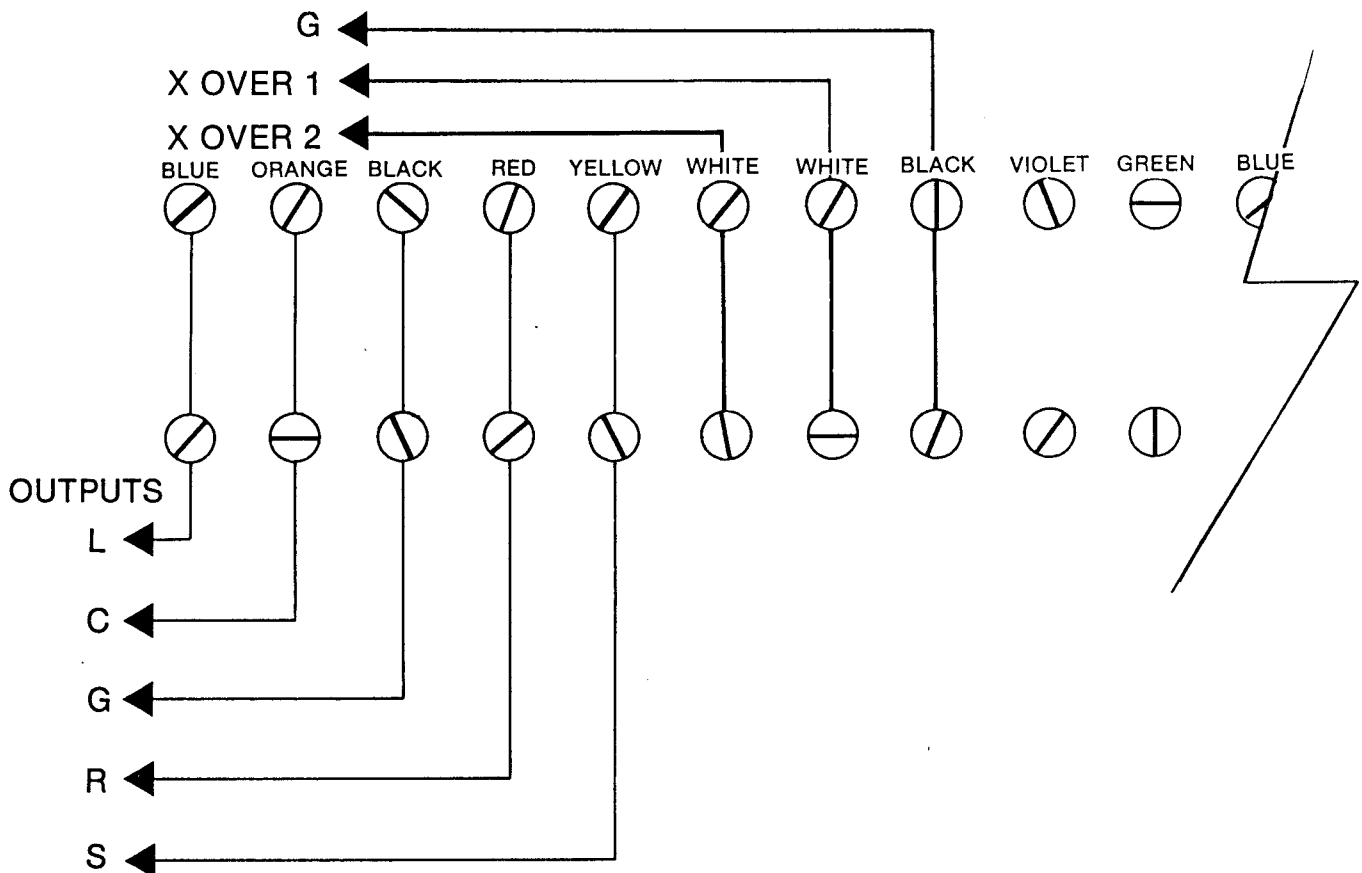 G
X OVER 1
X OVER 2
BLUE ORANGE BLACK RED YELLOW WHITE WHITE BLACK VIOLET GREEN BLUE
OUTPUTS
L
C
G
R
S